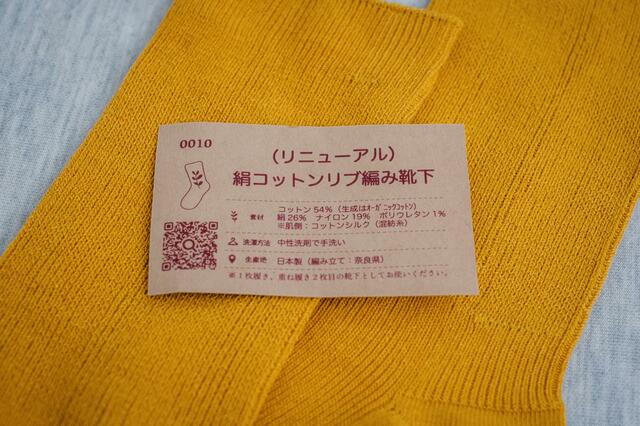 0010
（リニューアル）
絹コットンリブ編み靴下
素材 コットン 54%（生成はｵｰｶﾞﾆｯｸｺｯﾄﾝ）
絹 26% ナイロン 19% ポリウレタン 1%
※肌側：コットンシルク（混紡糸）
洗濯方法 中性洗剤で手洗い
生産地 日本製（編み立て：奈良県）
※１枚履き、重ね履き２枚目の靴下としてお使いください。